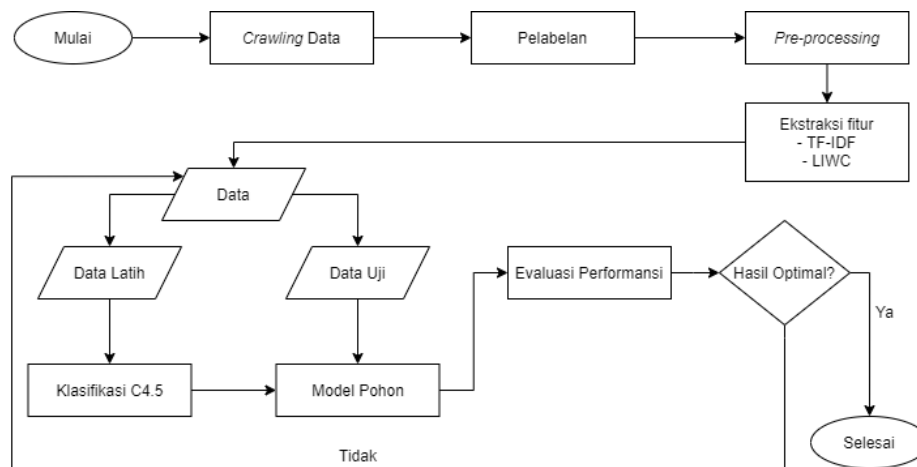 Mulai
Crawling Data
Pelabelan
Pre-processing
Ekstraksi fitur
- TF-IDF
- LIWC
Data
Data Latih
Data Uji
Evaluasi Performansi
Hasil Optimal?
Ya
Klasifikasi C4.5
Model Pohon
Selesai
Tidak